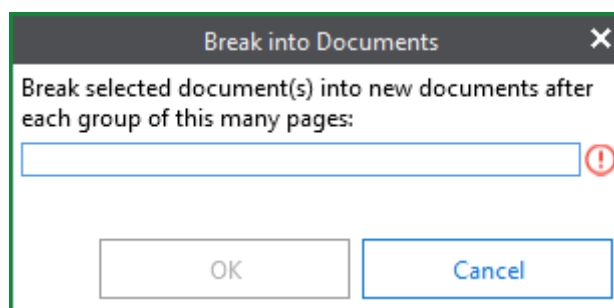 Break into Documents
Break selected document(s) into new documents after
each group of this many pages:
OK
Cancel